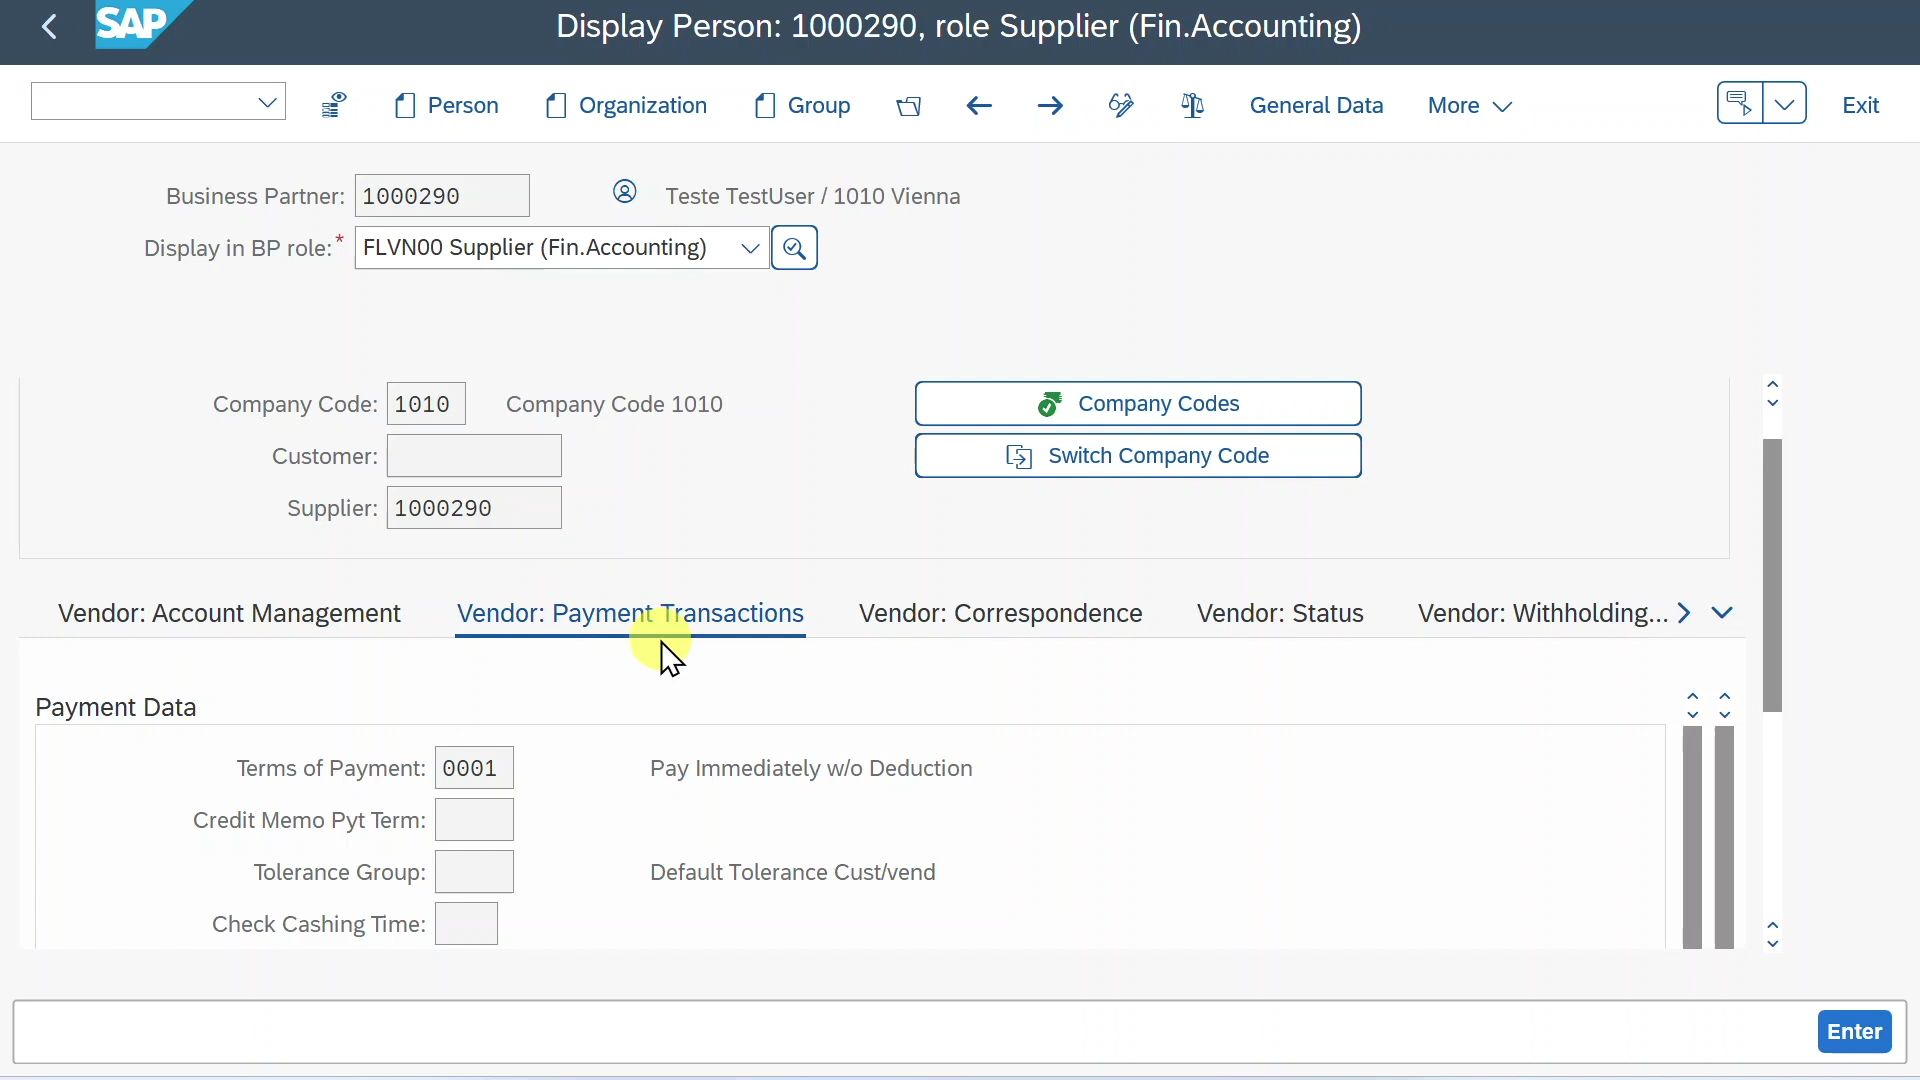 SAP Display Person: 1000290, role Supplier (Fin.Accounting)
Person Organization Group General Data More Exit
Business Partner: 1000290 Teste TestUser / 1010 Vienna
Display in BP role:* FLVN00 Supplier (Fin.Accounting)
Company Code: 1010 Company Code 1010 Company Codes
Customer: Switch Company Code
Supplier: 1000290
Vendor: Account Management Vendor: Payment Transactions Vendor: Correspondence Vendor: Status Vendor: Withholding...
Payment Data
Terms of Payment: 0001 Pay Immediately w/o Deduction
Credit Memo Pyt Term:
Tolerance Group: Default Tolerance Cust/vend
Check Cashing Time:
Enter